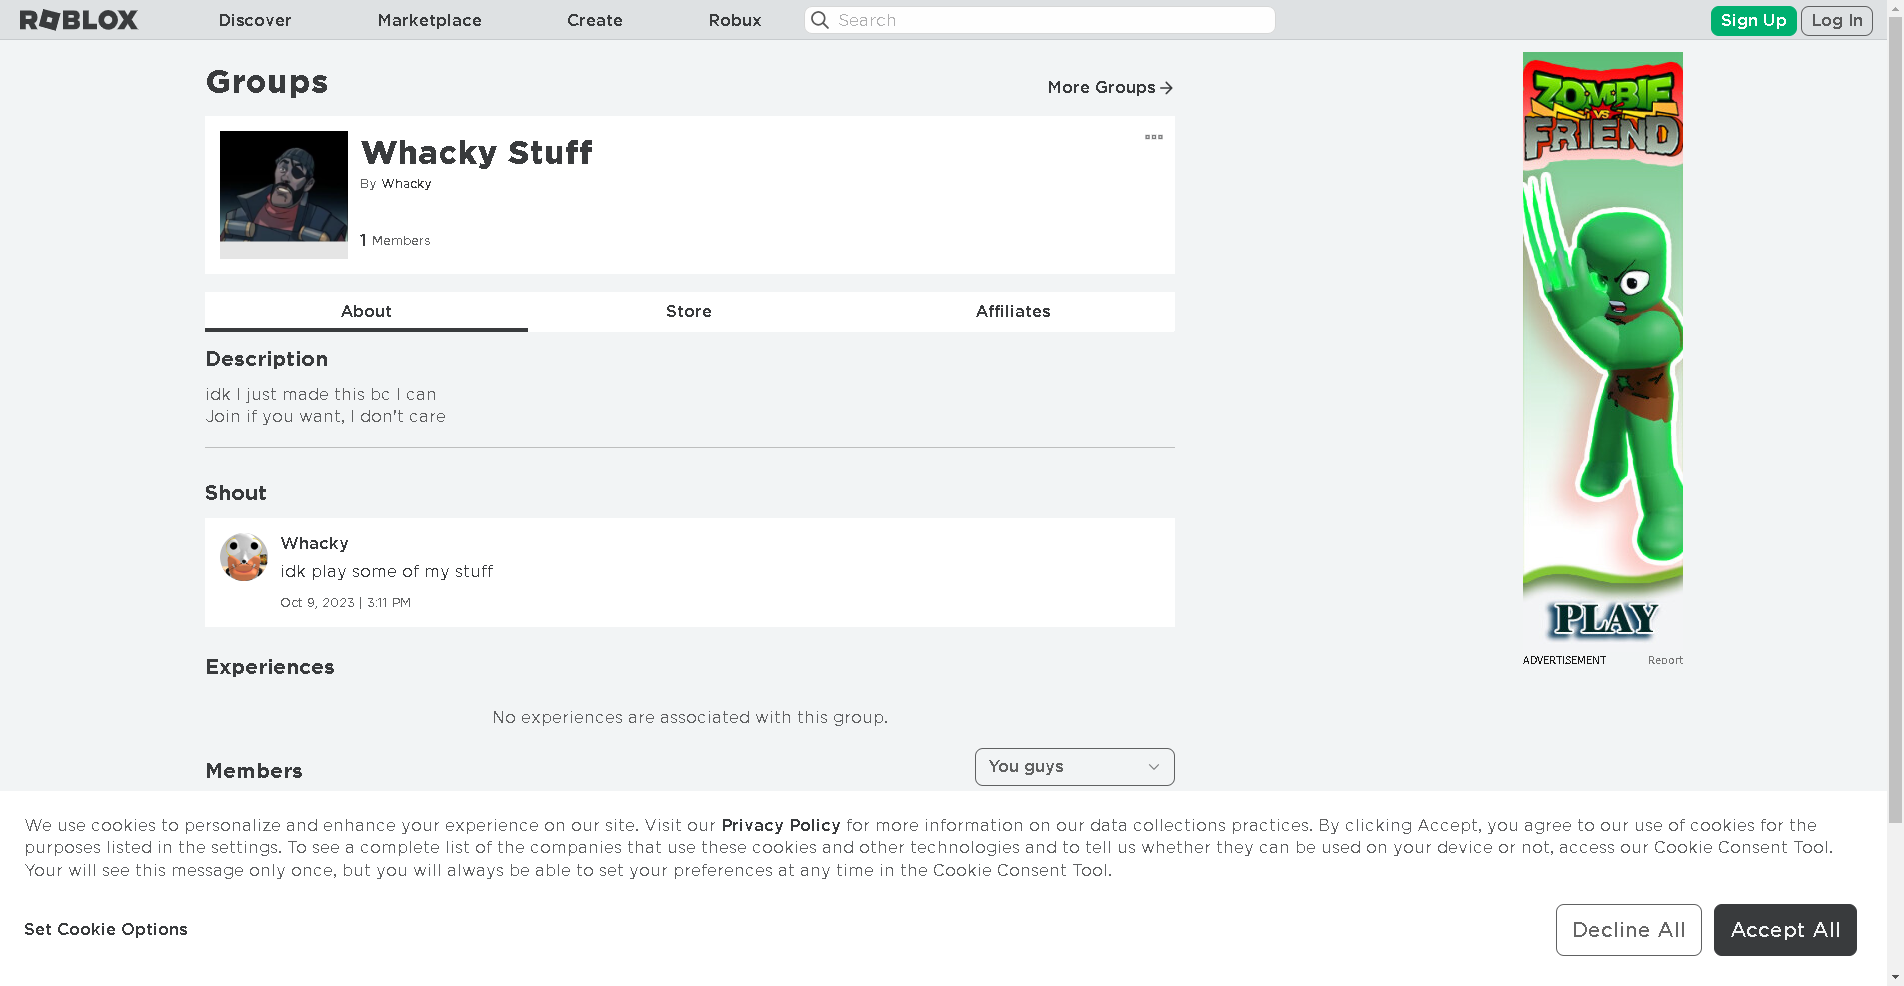 ROBLOX
Discover
Marketplace
Create
Robux
Search
Sign Up
Log In
Groups
More Groups
Whacky Stuff
By Whacky
1 Members
About
Store
Affiliates
Description
idk I just made this bc I can
Join if you want, I don't care
Shout
Whacky
idk play some of my stuff
Oct 9, 2023 | 3:11 PM
Experiences
No experiences are associated with this group.
Members
You guys
ZOMBIE
VS
FRIEND
PLAY
ADVERTISEMENT
Report
We use cookies to personalize and enhance your experience on our site. Visit our Privacy Policy for more information on our data collections practices. By clicking Accept, you agree to our use of cookies for the
purposes listed in the settings. To see a complete list of the companies that use these cookies and other technologies and to tell us whether they can be used on your device or not, access our Cookie Consent Tool.
Your will see this message only once, but you will always be able to set your preferences at any time in the Cookie Consent Tool.
Set Cookie Options
Decline All
Accept All